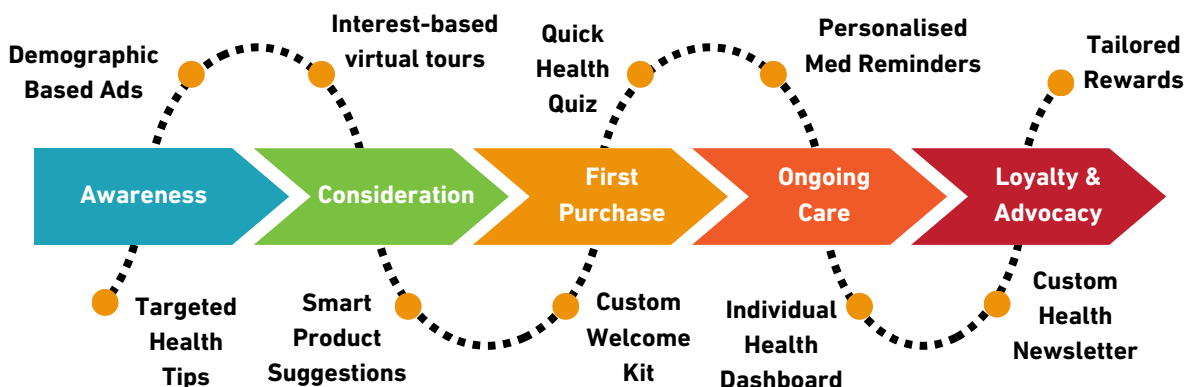 Demographic
Based Ads
Interest-based
virtual tours
Quick
Health
Quiz
Personalised
Med Reminders
Tailored
Rewards
Awareness
Consideration
First
Purchase
Ongoing
Care
Loyalty &
Advocacy
Targeted
Health
Tips
Smart
Product
Suggestions
Custom
Welcome
Kit
Individual
Health
Dashboard
Custom
Health
Newsletter